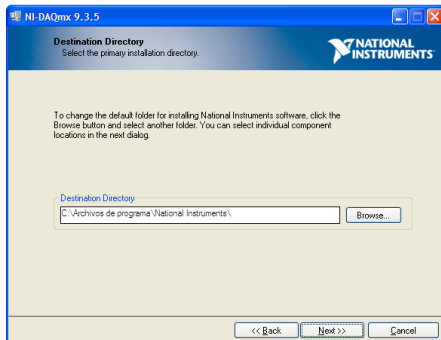 NI-DAQmx 9.3.5
Destination Directory
Select the primary installation directory.
NATIONAL
INSTRUMENTS
To change the default folder for installing National Instruments software, click the
Browse button and select another folder. You can select individual component
locations in the next dialog.
Destination Directory
C:\Archivos de programa\National Instruments\
Browse...
<< Back
Next >>
Cancel